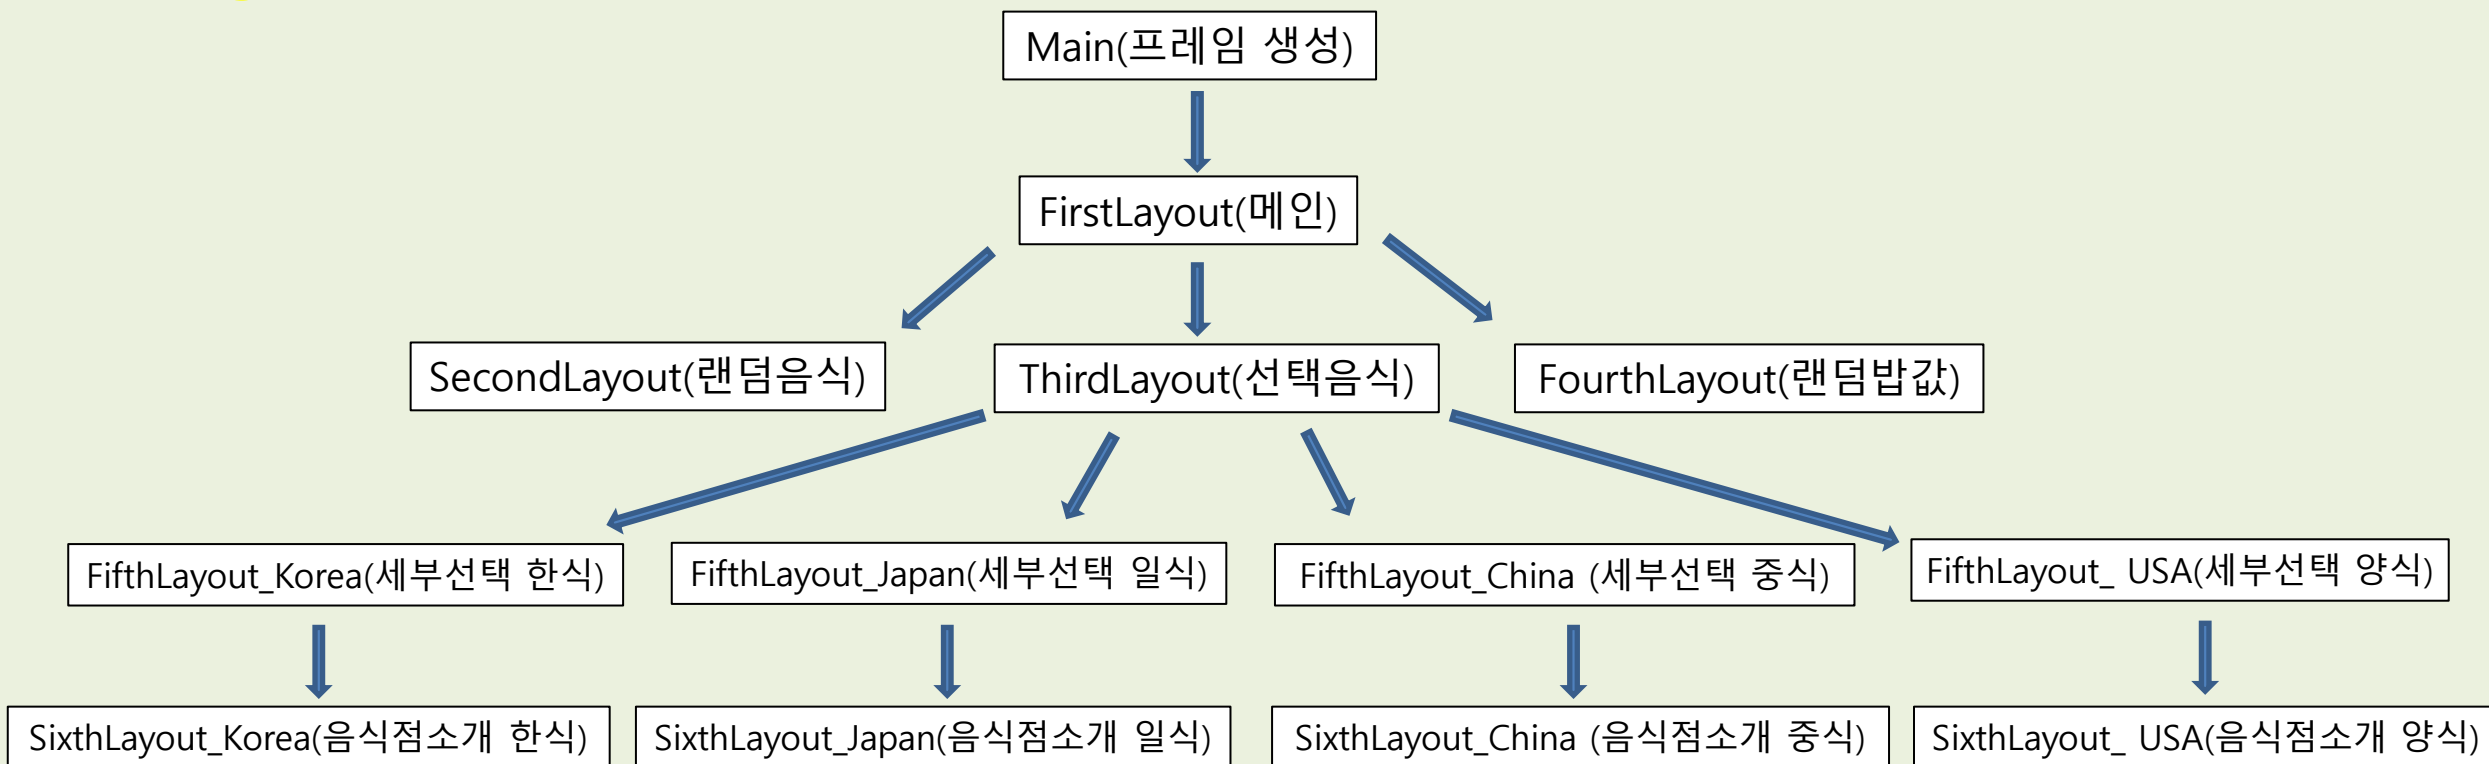 Main(프레임 생성)
FirstLayout(메인)
SecondLayout(랜덤음식)
ThirdLayout(선택음식)
FourthLayout(랜덤밥값)
FifthLayout_Korea(세부선택 한식)
FifthLayout_Japan(세부선택 일식)
FifthLayout_China (세부선택 중식)
FifthLayout_ USA(세부선택 양식)
SixthLayout_Korea(음식점소개 한식)
SixthLayout_Japan(음식점소개 일식)
SixthLayout_China (음식점소개 중식)
SixthLayout_ USA(음식점소개 양식)